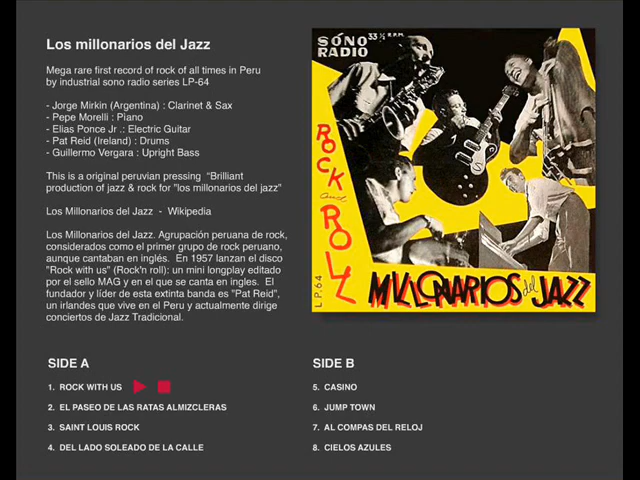 Los millonarios del Jazz
Mega rare first record of rock of all times in Peru
by industrial sono radio series LP-64
- Jorge Mirkin (Argentina) : Clarinet & Sax
- Pepe Morelli : Piano
- Elias Ponce Jr .: Electric Guitar
- Pat Reid (Ireland) : Drums
- Guillermo Vergara : Upright Bass
This is a original peruvian pressing  “Brilliant
production of jazz & rock for "los millonarios del jazz"
Los Millonarios del Jazz  -  Wikipedia
Los Millonarios del Jazz. Agrupación peruana de rock,
considerados como el primer grupo de rock peruano,
aunque cantaban en inglés.  En 1957 lanzan el disco
"Rock with us" (Rock'n roll): un mini longplay editado
por el sello MAG y en el que se canta en ingles.  El
fundador y líder de esta extinta banda es "Pat Reid",
un irlandes que vive en el Peru y actualmente dirige
conciertos de Jazz Tradicional.
SONO
RADIO
33 ⅓ R.P.M.
ROCK
and
ROLL
L.P. 64
MILLONARIOS del JAZZ
SIDE A
1.  ROCK WITH US
2.  EL PASEO DE LAS RATAS ALMIZCLERAS
3.  SAINT LOUIS ROCK
4.  DEL LADO SOLEADO DE LA CALLE
SIDE B
5.  CASINO
6.  JUMP TOWN
7.  AL COMPAS DEL RELOJ
8.  CIELOS AZULES